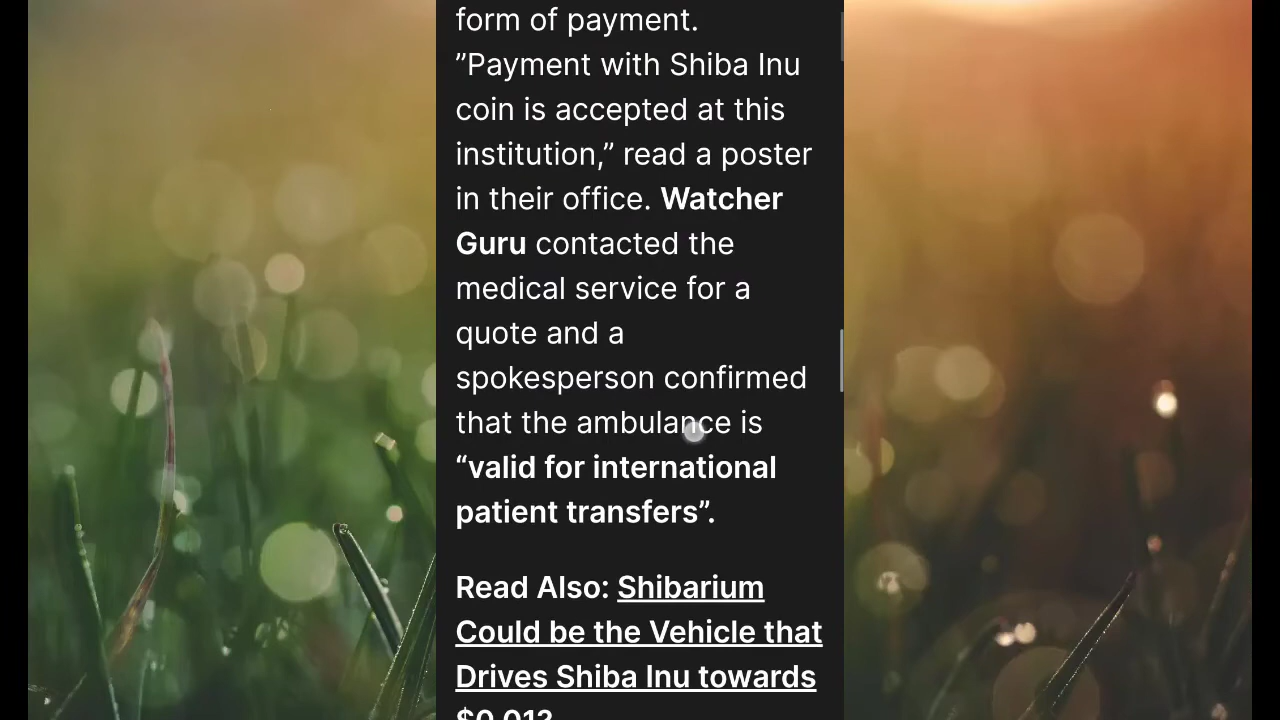 form of payment.
”Payment with Shiba Inu
coin is accepted at this
institution,” read a poster
in their office. Watcher
Guru contacted the
medical service for a
quote and a
spokesperson confirmed
that the ambulance is
“valid for international
patient transfers”.
Read Also: Shibarium
Could be the Vehicle that
Drives Shiba Inu towards
$0.01?